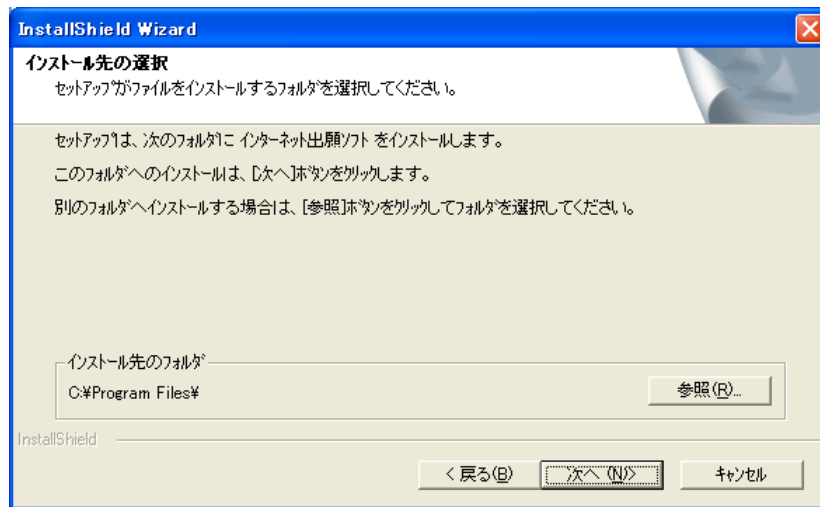 InstallShield Wizard
インストール先の選択
セットアップがファイルをインストールするフォルダを選択してください。
セットアップは、次のフォルダに インターネット出願ソフト をインストールします。
このフォルダへのインストールは、[次へ]ボタンをクリックします。
別のフォルダへインストールする場合は、[参照]ボタンをクリックしてフォルダを選択してください。
インストール先のフォルダ
C:¥Program Files¥
参照(R)...
InstallShield
< 戻る(B)
次へ (N)>
キャンセル